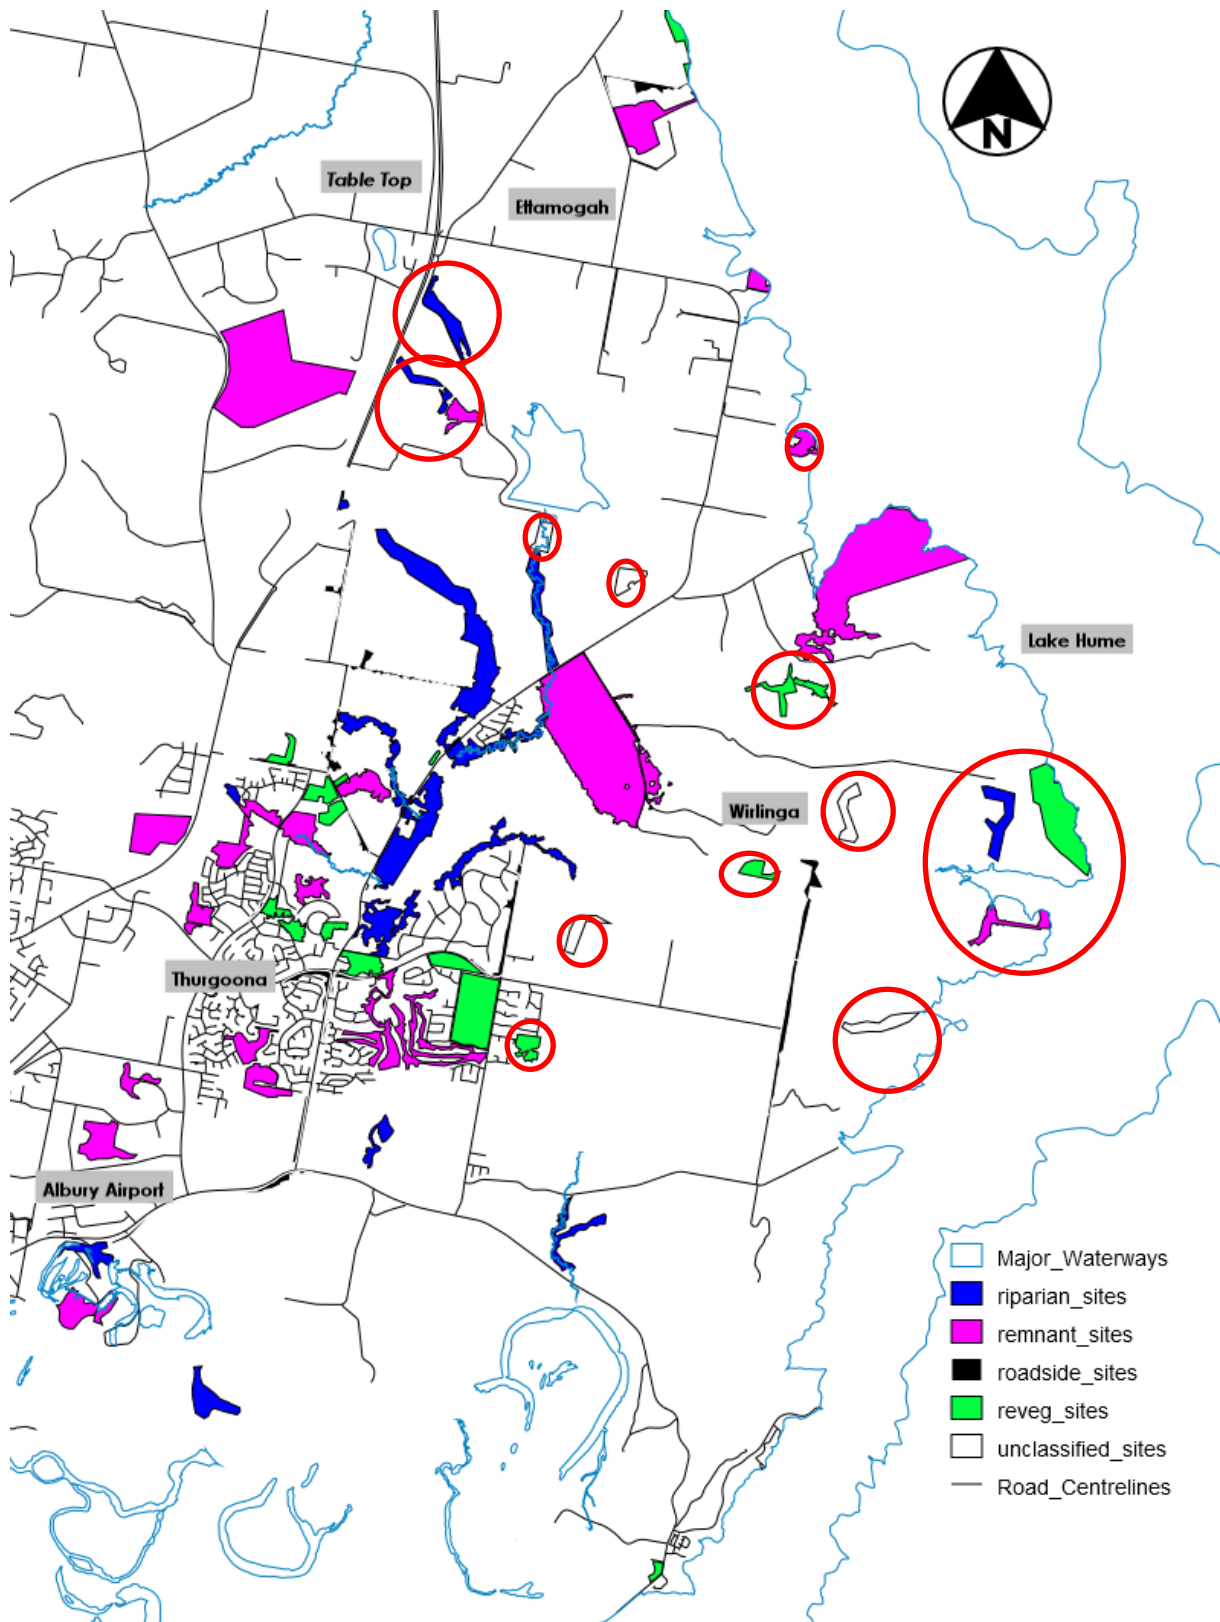 N
Table Top
Ettamogah
Lake Hume
Wirlinga
Thurgoona
Albury Airport
Major_Waterways
riparian_sites
remnant_sites
roadside_sites
reveg_sites
unclassified_sites
Road_Centrelines